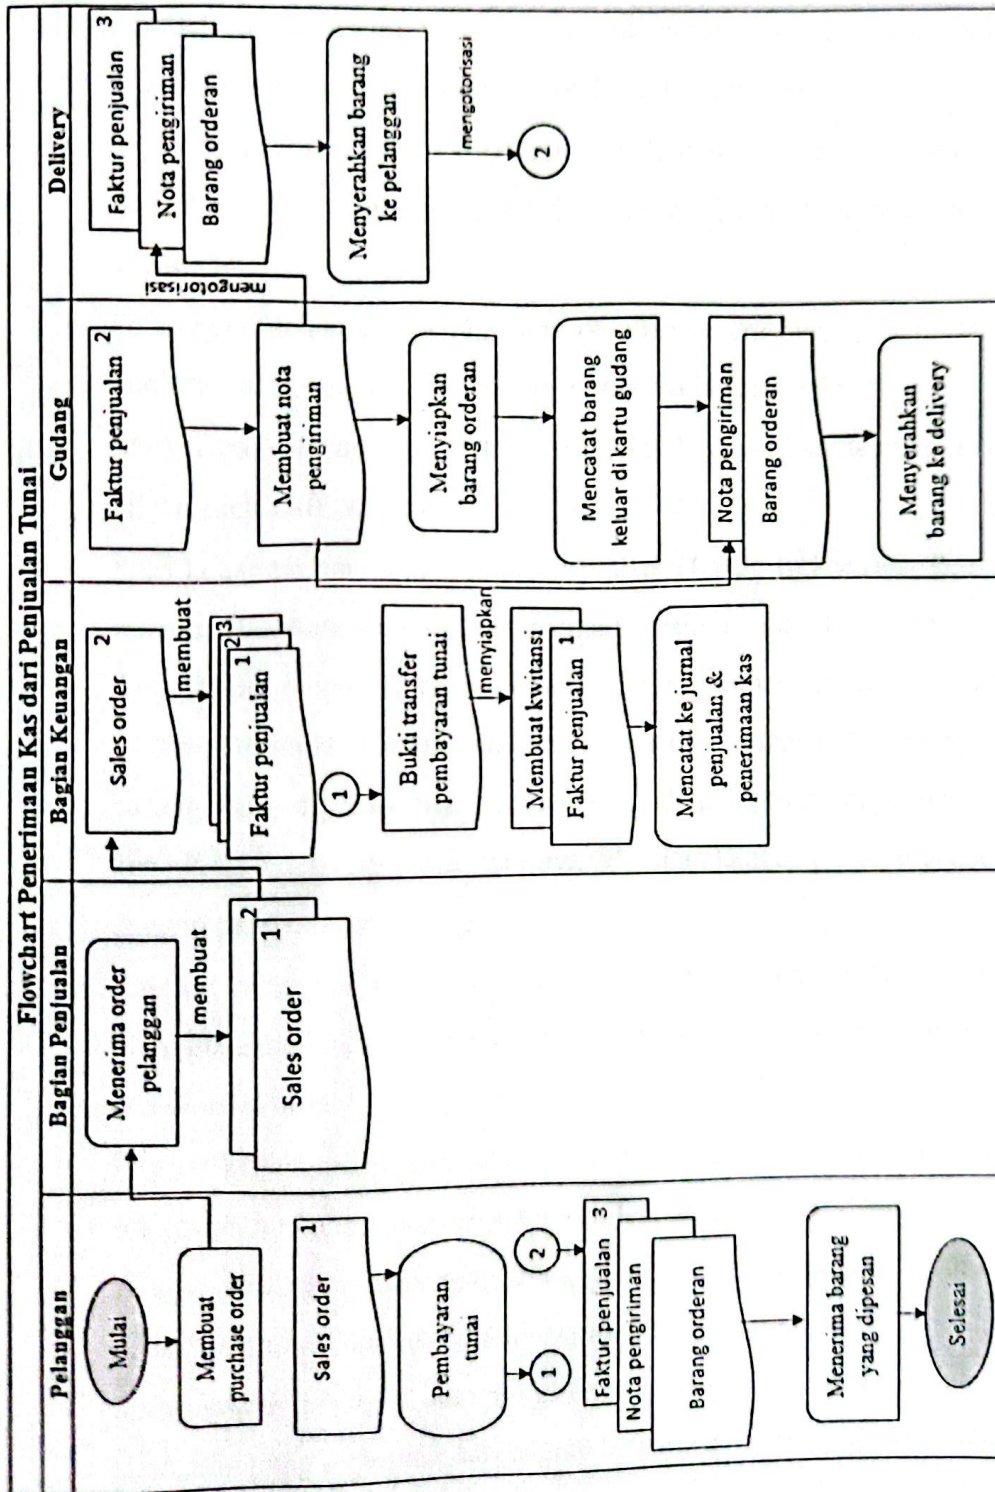 Flowchart Penerimaan Kas dari Penjualan Tunai
Pelanggan
Bagian Penjualan
Bagian Keuangan
Gudang
Delivery
Mulai
Membuat
purchase order
Sales order
1
Pembayaran
tunai
1
2
Faktur penjualan
3
Nota pengiriman
Barang orderan
Menerima barang
yang dipesan
Selesai
Menerima order
pelanggan
membuat
2
1
Sales order
Sales order
2
membuat
3
2
1
Faktur penjuaian
1
Bukti transfer
pembayaran tunai
menyiapkan
Membuat kwitansi
Faktur penjualan
1
Mencatat ke jurnal
penjualan &
penerimaan kas
Faktur penjualan
2
Membuat nota
pengiriman
Menyiapkan
barang orderan
Mencatat barang
keluar di kartu gudang
Nota pengiriman
Barang orderan
Menyerahkan
barang ke delivery
mengotorisasi
Faktur penjualan
3
Nota pengiriman
Barang orderan
Menyerahkan barang
ke pelanggan
mengotorisasi
2